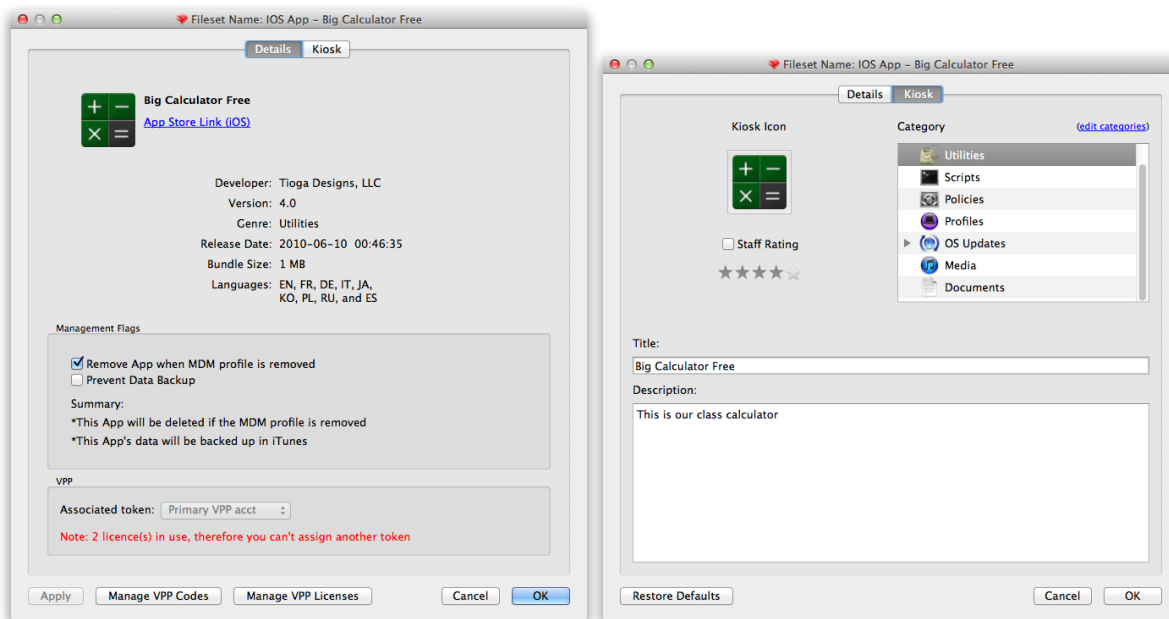 Fileset Name: IOS App – Big Calculator Free
Details
Kiosk
Big Calculator Free
App Store Link (iOS)
Developer: Tioga Designs, LLC
Version: 4.0
Genre: Utilities
Release Date: 2010-06-10 00:46:35
Bundle Size: 1 MB
Languages: EN, FR, DE, IT, JA,
KO, PL, RU, and ES
Management Flags
Remove App when MDM profile is removed
Prevent Data Backup
Summary:
*This App will be deleted if the MDM profile is removed
*This App's data will be backed up in iTunes
VPP
Associated token: Primary VPP acct
Note: 2 licence(s) in use, therefore you can't assign another token
Apply
Manage VPP Codes
Manage VPP Licenses
Cancel
OK
Fileset Name: IOS App – Big Calculator Free
Details
Kiosk
Kiosk Icon
Staff Rating
Category
(edit categories)
Utilities
Scripts
Policies
Profiles
OS Updates
Media
Documents
Title:
Big Calculator Free
Description:
This is our class calculator
Restore Defaults
Cancel
OK